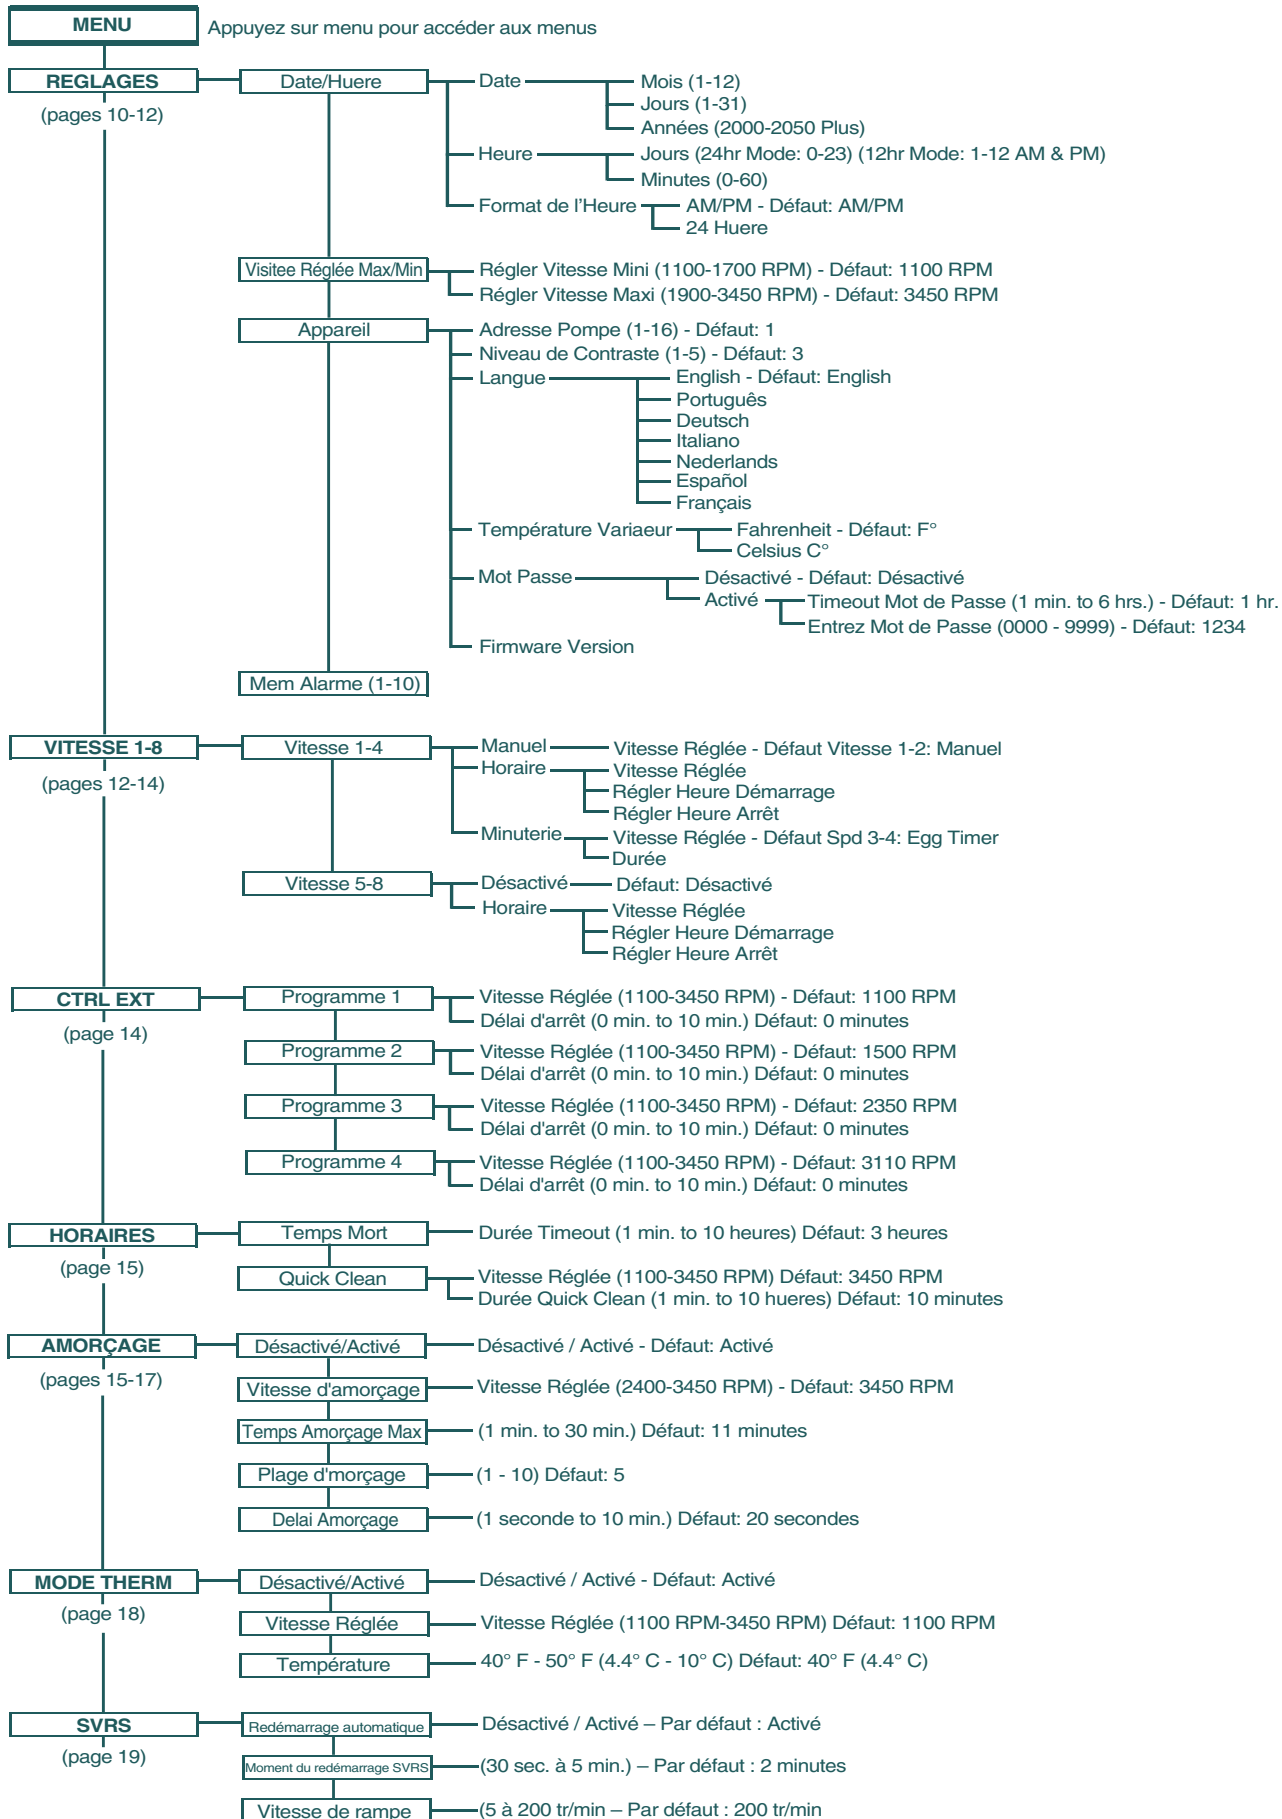 MENU Appuyez sur menu pour accéder aux menus
REGLAGES Date/Huere Date Mois (1-12)
(pages 10-12) Jours (1-31)
Années (2000-2050 Plus)
Heure Jours (24hr Mode: 0-23) (12hr Mode: 1-12 AM & PM)
Minutes (0-60)
Format de l'Heure AM/PM - Défaut: AM/PM
24 Huere
Visitee Réglée Max/Min Régler Vitesse Mini (1100-1700 RPM) - Défaut: 1100 RPM
Régler Vitesse Maxi (1900-3450 RPM) - Défaut: 3450 RPM
Appareil Adresse Pompe (1-16) - Défaut: 1
Niveau de Contraste (1-5) - Défaut: 3
Langue English - Défaut: English
Português
Deutsch
Italiano
Nederlands
Español
Français
Température Variaeur Fahrenheit - Défaut: F°
Celsius C°
Mot Passe Désactivé - Défaut: Désactivé
Activé Timeout Mot de Passe (1 min. to 6 hrs.) - Défaut: 1 hr.
Entrez Mot de Passe (0000 - 9999) - Défaut: 1234
Firmware Version
Mem Alarme (1-10)
VITESSE 1-8 Vitesse 1-4 Manuel Vitesse Réglée - Défaut Vitesse 1-2: Manuel
(pages 12-14) Horaire Vitesse Réglée
Régler Heure Démarrage
Régler Heure Arrêt
Minuterie Vitesse Réglée - Défaut Spd 3-4: Egg Timer
Durée
Vitesse 5-8 Désactivé Défaut: Désactivé
Horaire Vitesse Réglée
Régler Heure Démarrage
Régler Heure Arrêt
CTRL EXT Programme 1 Vitesse Réglée (1100-3450 RPM) - Défaut: 1100 RPM
(page 14) Délai d'arrêt (0 min. to 10 min.) Défaut: 0 minutes
Programme 2 Vitesse Réglée (1100-3450 RPM) - Défaut: 1500 RPM
Délai d'arrêt (0 min. to 10 min.) Défaut: 0 minutes
Programme 3 Vitesse Réglée (1100-3450 RPM) - Défaut: 2350 RPM
Délai d'arrêt (0 min. to 10 min.) Défaut: 0 minutes
Programme 4 Vitesse Réglée (1100-3450 RPM) - Défaut: 3110 RPM
Délai d'arrêt (0 min. to 10 min.) Défaut: 0 minutes
HORAIRES Temps Mort Durée Timeout (1 min. to 10 heures) Défaut: 3 heures
(page 15) Quick Clean Vitesse Réglée (1100-3450 RPM) Défaut: 3450 RPM
Durée Quick Clean (1 min. to 10 hueres) Défaut: 10 minutes
AMORÇAGE Désactivé/Activé Désactivé / Activé - Défaut: Activé
(pages 15-17) Vitesse d'amorçage Vitesse Réglée (2400-3450 RPM) - Défaut: 3450 RPM
Temps Amorçage Max (1 min. to 30 min.) Défaut: 11 minutes
Plage d'morçage (1 - 10) Défaut: 5
Delai Amorçage (1 seconde to 10 min.) Défaut: 20 secondes
MODE THERM Désactivé/Activé Désactivé / Activé - Défaut: Activé
(page 18) Vitesse Réglée Vitesse Réglée (1100 RPM-3450 RPM) Défaut: 1100 RPM
Température 40° F - 50° F (4.4° C - 10° C) Défaut: 40° F (4.4° C)
SVRS Redémarrage automatique Désactivé / Activé – Par défaut : Activé
(page 19) Moment du redémarrage SVRS (30 sec. à 5 min.) – Par défaut : 2 minutes
Vitesse de rampe (5 à 200 tr/min – Par défaut : 200 tr/min